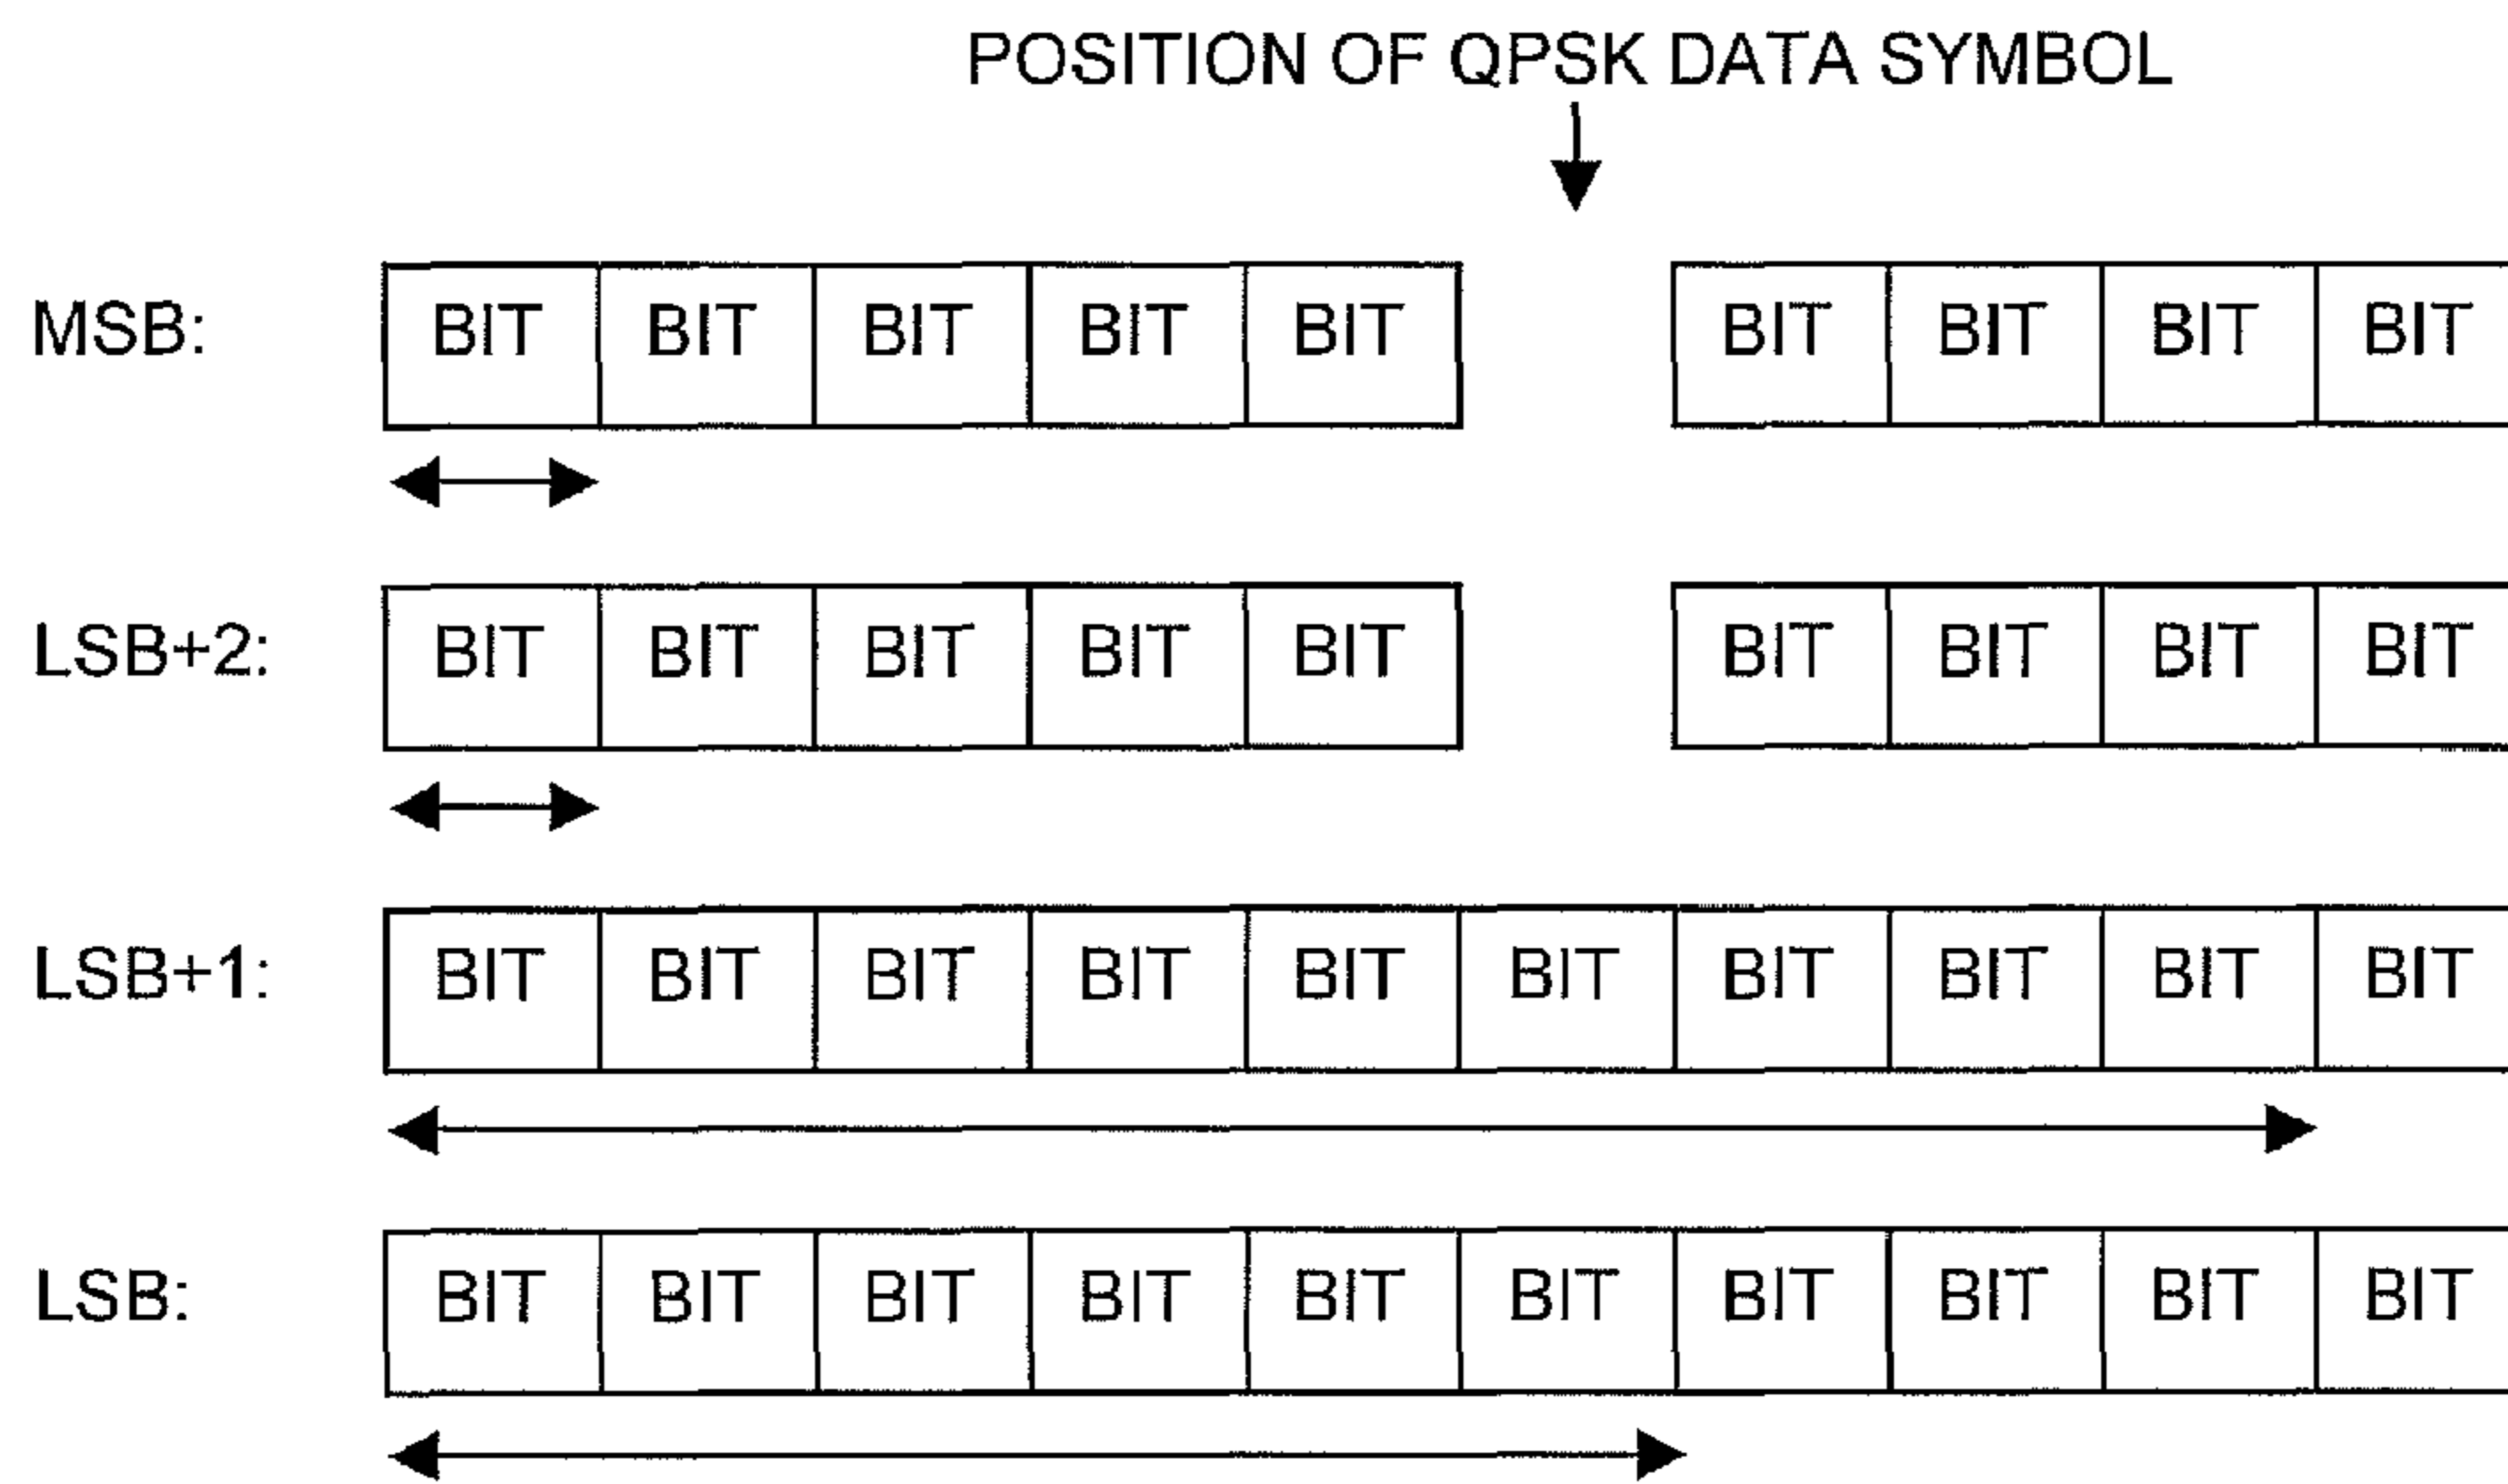 POSITION OF QPSK DATA SYMBOL
MSB: BIT BIT BIT BIT BIT BIT BIT BIT BIT
LSB+2: BIT BIT BIT BIT BIT BIT BIT BIT BIT
LSB+1: BIT BIT BIT BIT BIT BIT BIT BIT BIT BIT
LSB: BIT BIT BIT BIT BIT BIT BIT BIT BIT BIT